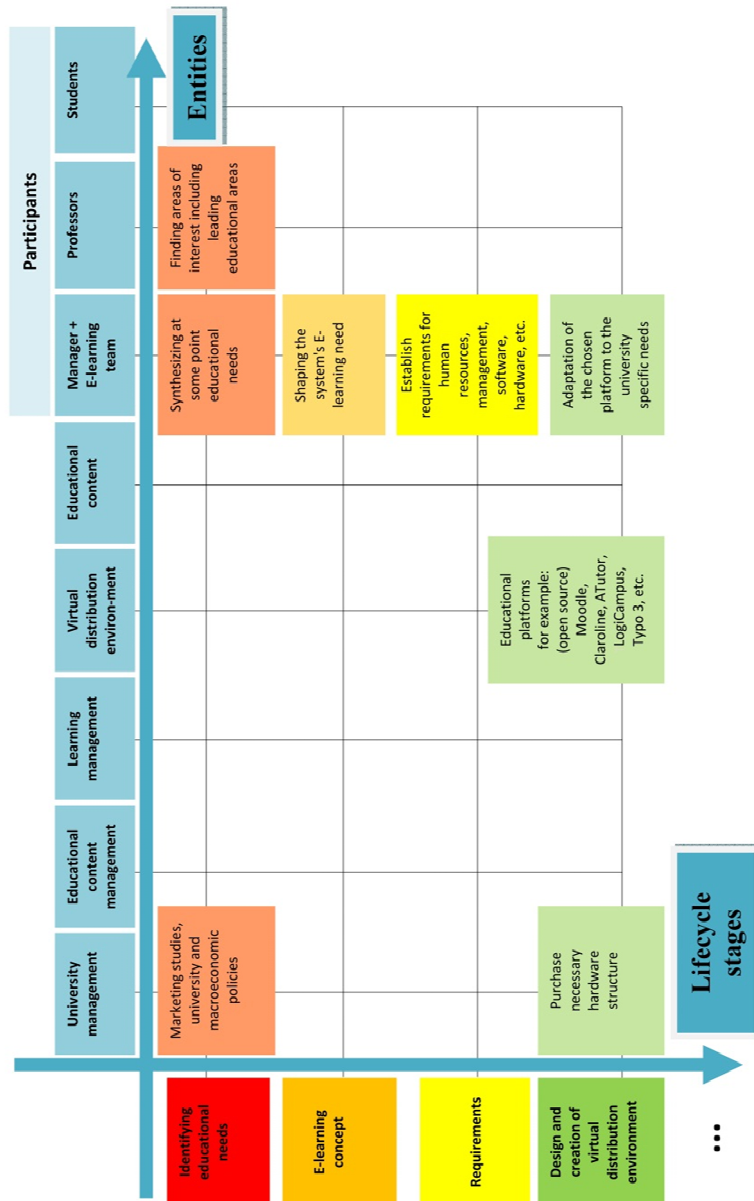 Participants
University
management
Educational
content
management
Learning
management
Virtual
distribution
environ-ment
Educational
content
Manager +
E-learning
team
Professors
Students
Entities
Identifying
educational
needs
Marketing studies,
university and
macroeconomic
policies
Synthesizing at
some point
educational
needs
Finding areas of
interest including
leading
educational areas
E-learning
concept
Shaping the
system's E-
learning need
Requirements
Establish
requirements for
human
resources,
management,
software,
hardware, etc.
Design and
creation of
virtual
distribution
environment
Purchase
necessary
hardware
structure
Educational
platforms
for example:
(open source)
Moodle,
Claroline, ATutor,
LogiCampus,
Typo 3, etc.
Adaptation of
the chosen
platform to the
university
specific needs
...
Lifecycle
stages